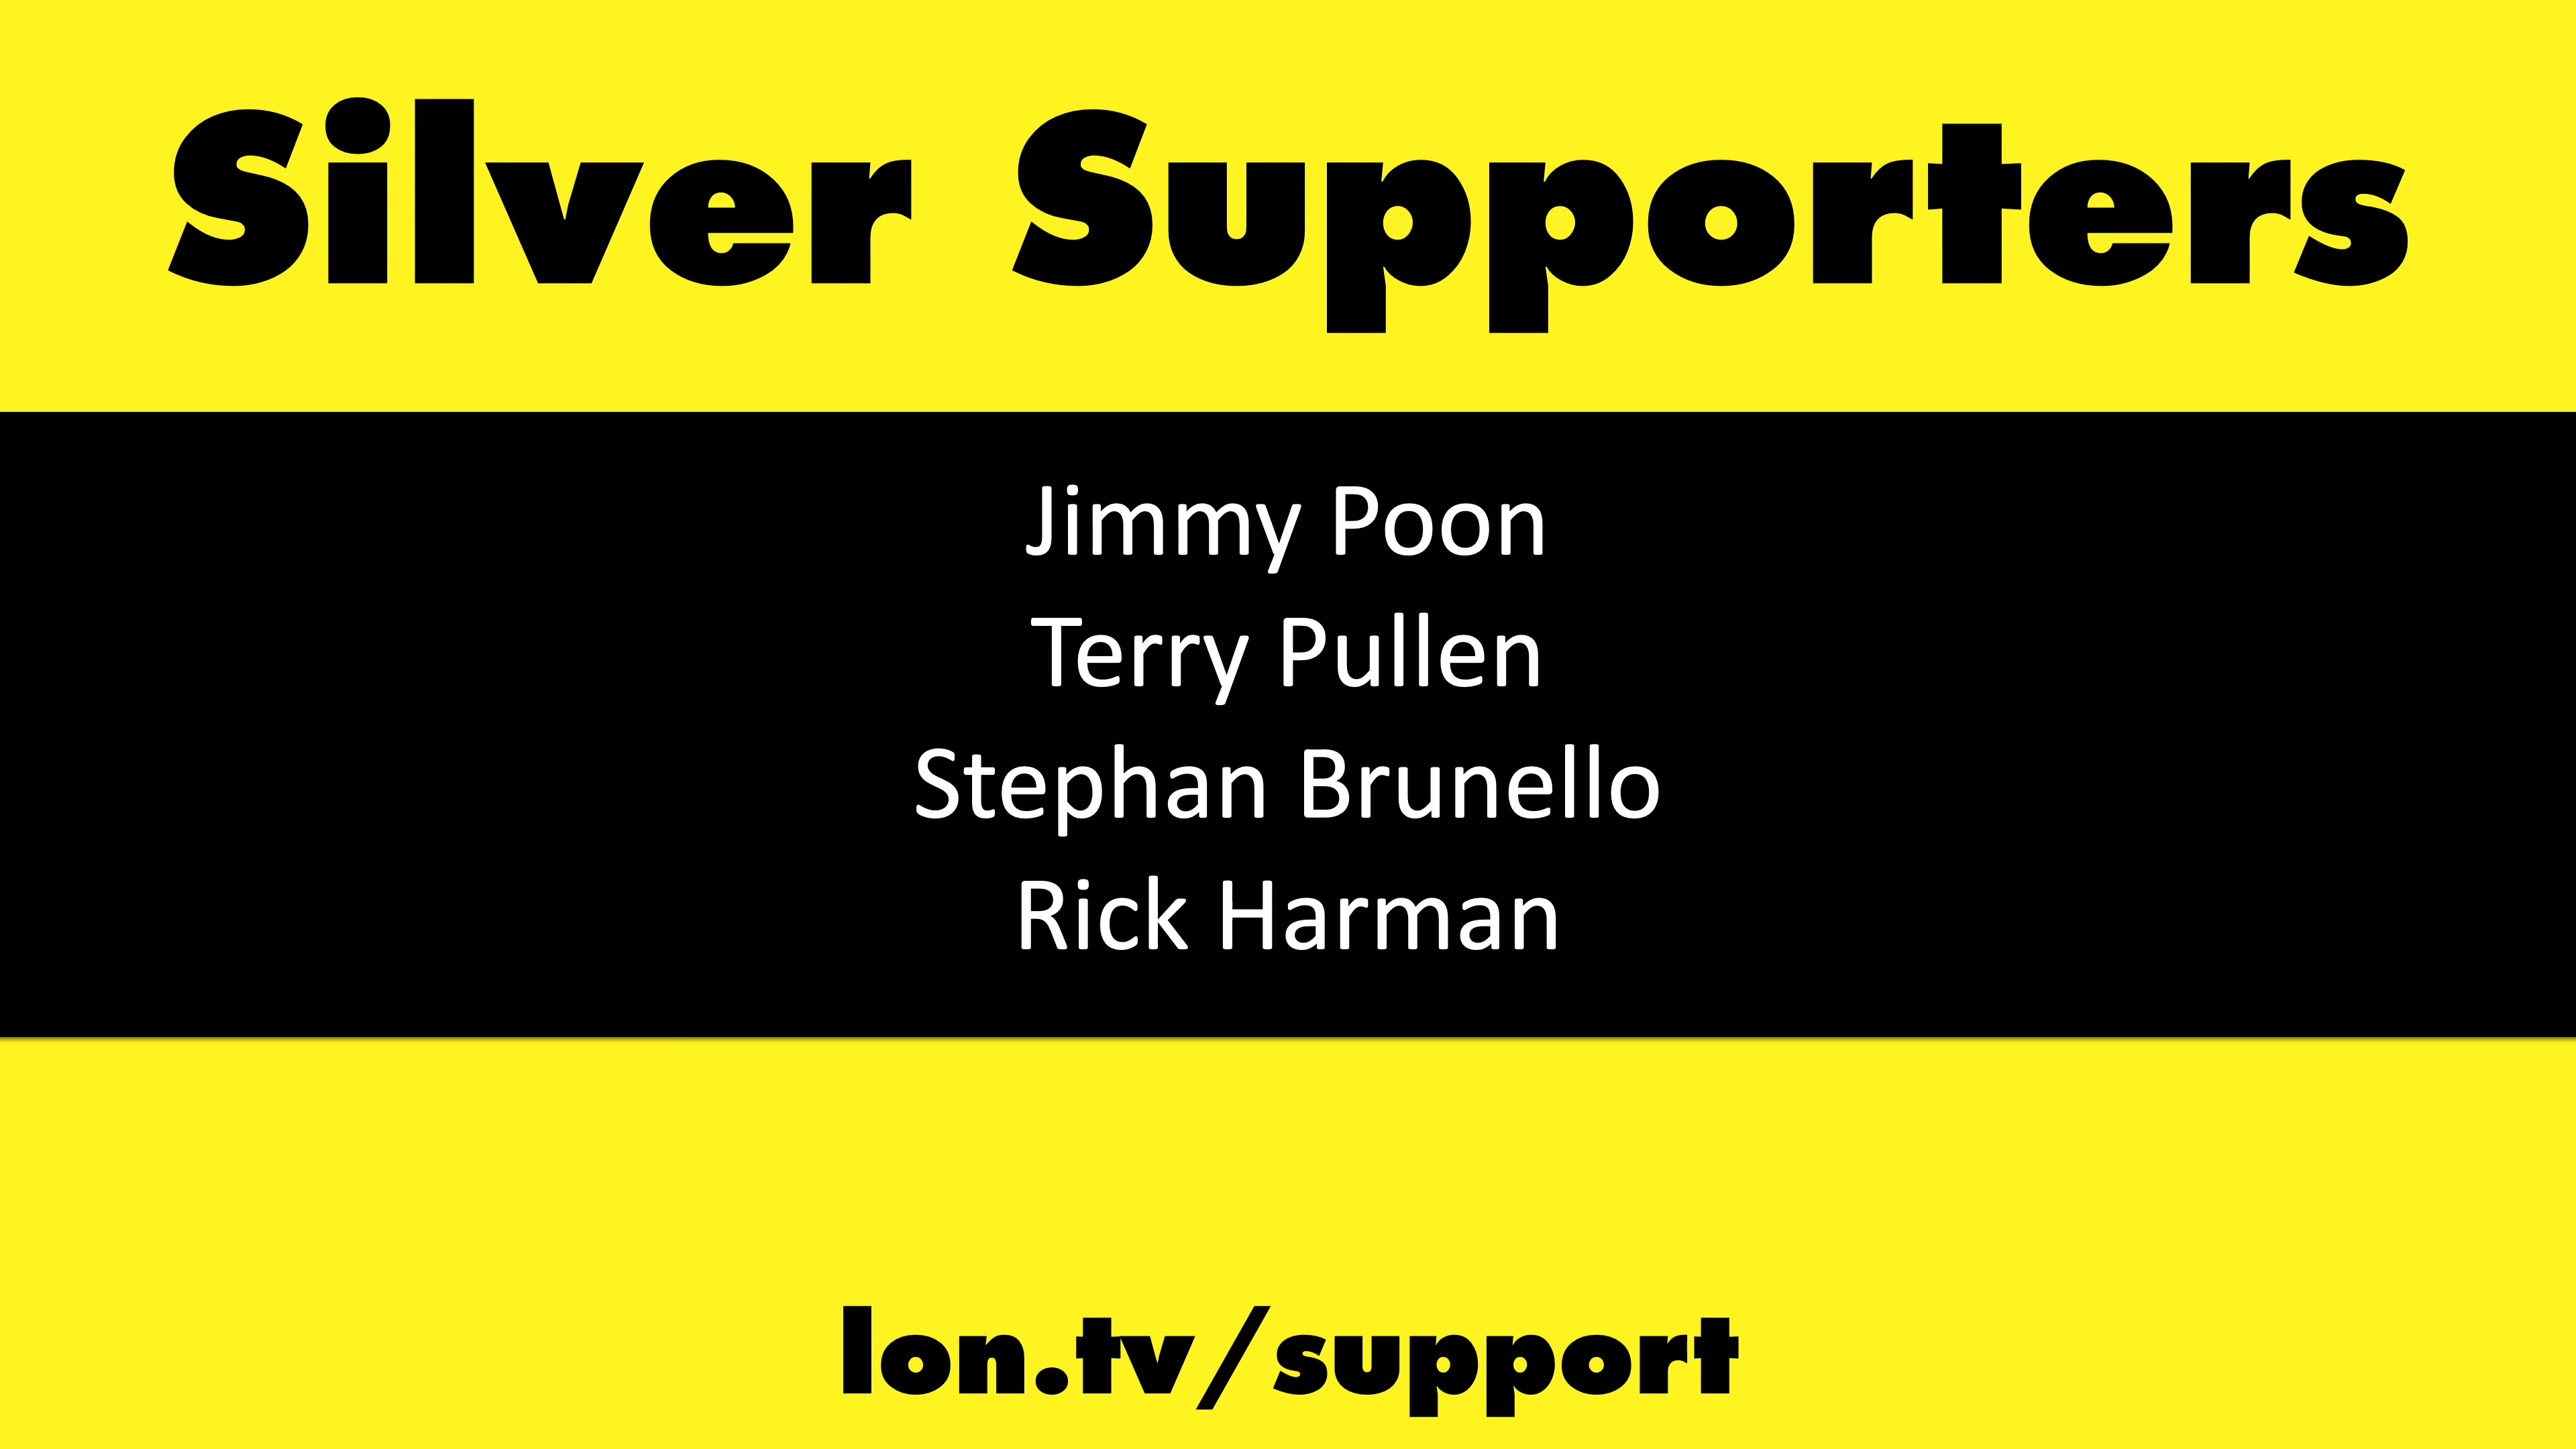 Silver Supporters
Jimmy Poon
Terry Pullen
Stephan Brunello
Rick Harman
lon.tv/support